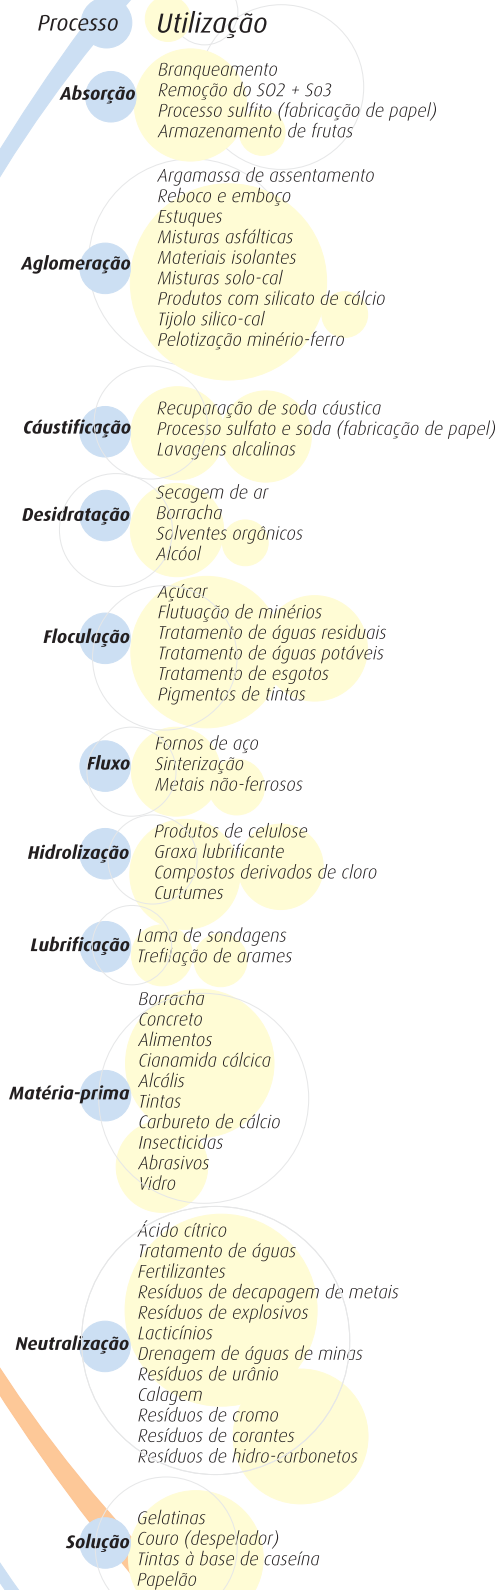 Processo Utilização
Absorção
Branqueamento
Remoção do SO2 + So3
Processo sulfito (fabricação de papel)
Armazenamento de frutas
Aglomeração
Argamassa de assentamento
Reboco e emboço
Estuques
Misturas asfálticas
Materiais isolantes
Misturas solo-cal
Produtos com silicato de cálcio
Tijolo silico-cal
Pelotização minério-ferro
Cáustificação
Recuparação de soda cáustica
Processo sulfato e soda (fabricação de papel)
Lavagens alcalinas
Desidratação
Secagem de ar
Borracha
Solventes orgânicos
Alcóol
Floculação
Açúcar
Flutuação de minérios
Tratamento de águas residuais
Tratamento de águas potáveis
Tratamento de esgotos
Pigmentos de tintas
Fluxo
Fornos de aço
Sinterização
Metais não-ferrosos
Hidrolização
Produtos de celulose
Graxa lubrificante
Compostos derivados de cloro
Curtumes
Lubrificação
Lama de sondagens
Trefilação de arames
Matéria-prima
Borracha
Concreto
Alimentos
Cianamida cálcica
Alcális
Tintas
Carbureto de cálcio
Insecticidas
Abrasivos
Vidro
Neutralização
Ácido cítrico
Tratamento de águas
Fertilizantes
Resíduos de decapagem de metais
Resíduos de explosivos
Lacticínios
Drenagem de águas de minas
Resíduos de urânio
Calagem
Resíduos de cromo
Resíduos de corantes
Resíduos de hidro-carbonetos
Solução
Gelatinas
Couro (despelador)
Tintas à base de caseína
Papelão